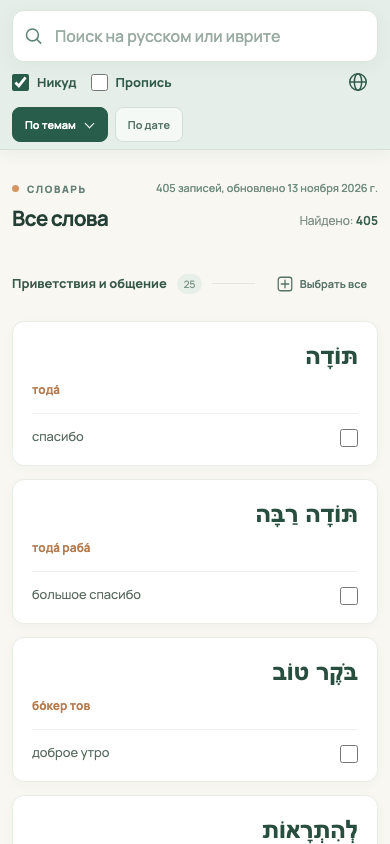 Поиск на русском или иврите
Никуд Пропись
По темам По дате
СЛОВАРЬ 405 записей, обновлено 13 ноября 2026 г.
Все слова Найдено: 405
Приветствия и общение 25 Выбрать все
תּוֹדָה
тода́
спасибо
תּוֹדָה רַבָּה
тода́ раба́
большое спасибо
בֹּקֶר טוֹב
бо́кер тов
доброе утро
לְהִתְרָאוֹת